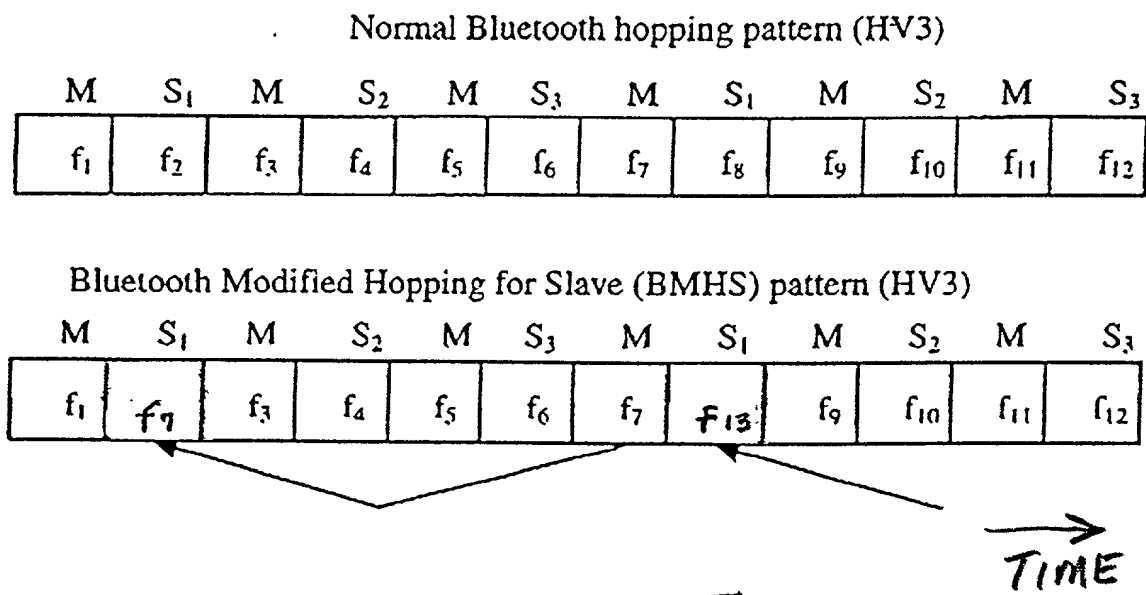 Normal Bluetooth hopping pattern (HV3)
M S₁ M S₂ M S₃ M S₁ M S₂ M S₃
f₁ f₂ f₃ f₄ f₅ f₆ f₇ f₈ f₉ f₁₀ f₁₁ f₁₂
Bluetooth Modified Hopping for Slave (BMHS) pattern (HV3)
M S₁ M S₂ M S₃ M S₁ M S₂ M S₃
f₁ f₇ f₃ f₄ f₅ f₆ f₇ f₁₃ f₉ f₁₀ f₁₁ f₁₂
TIME